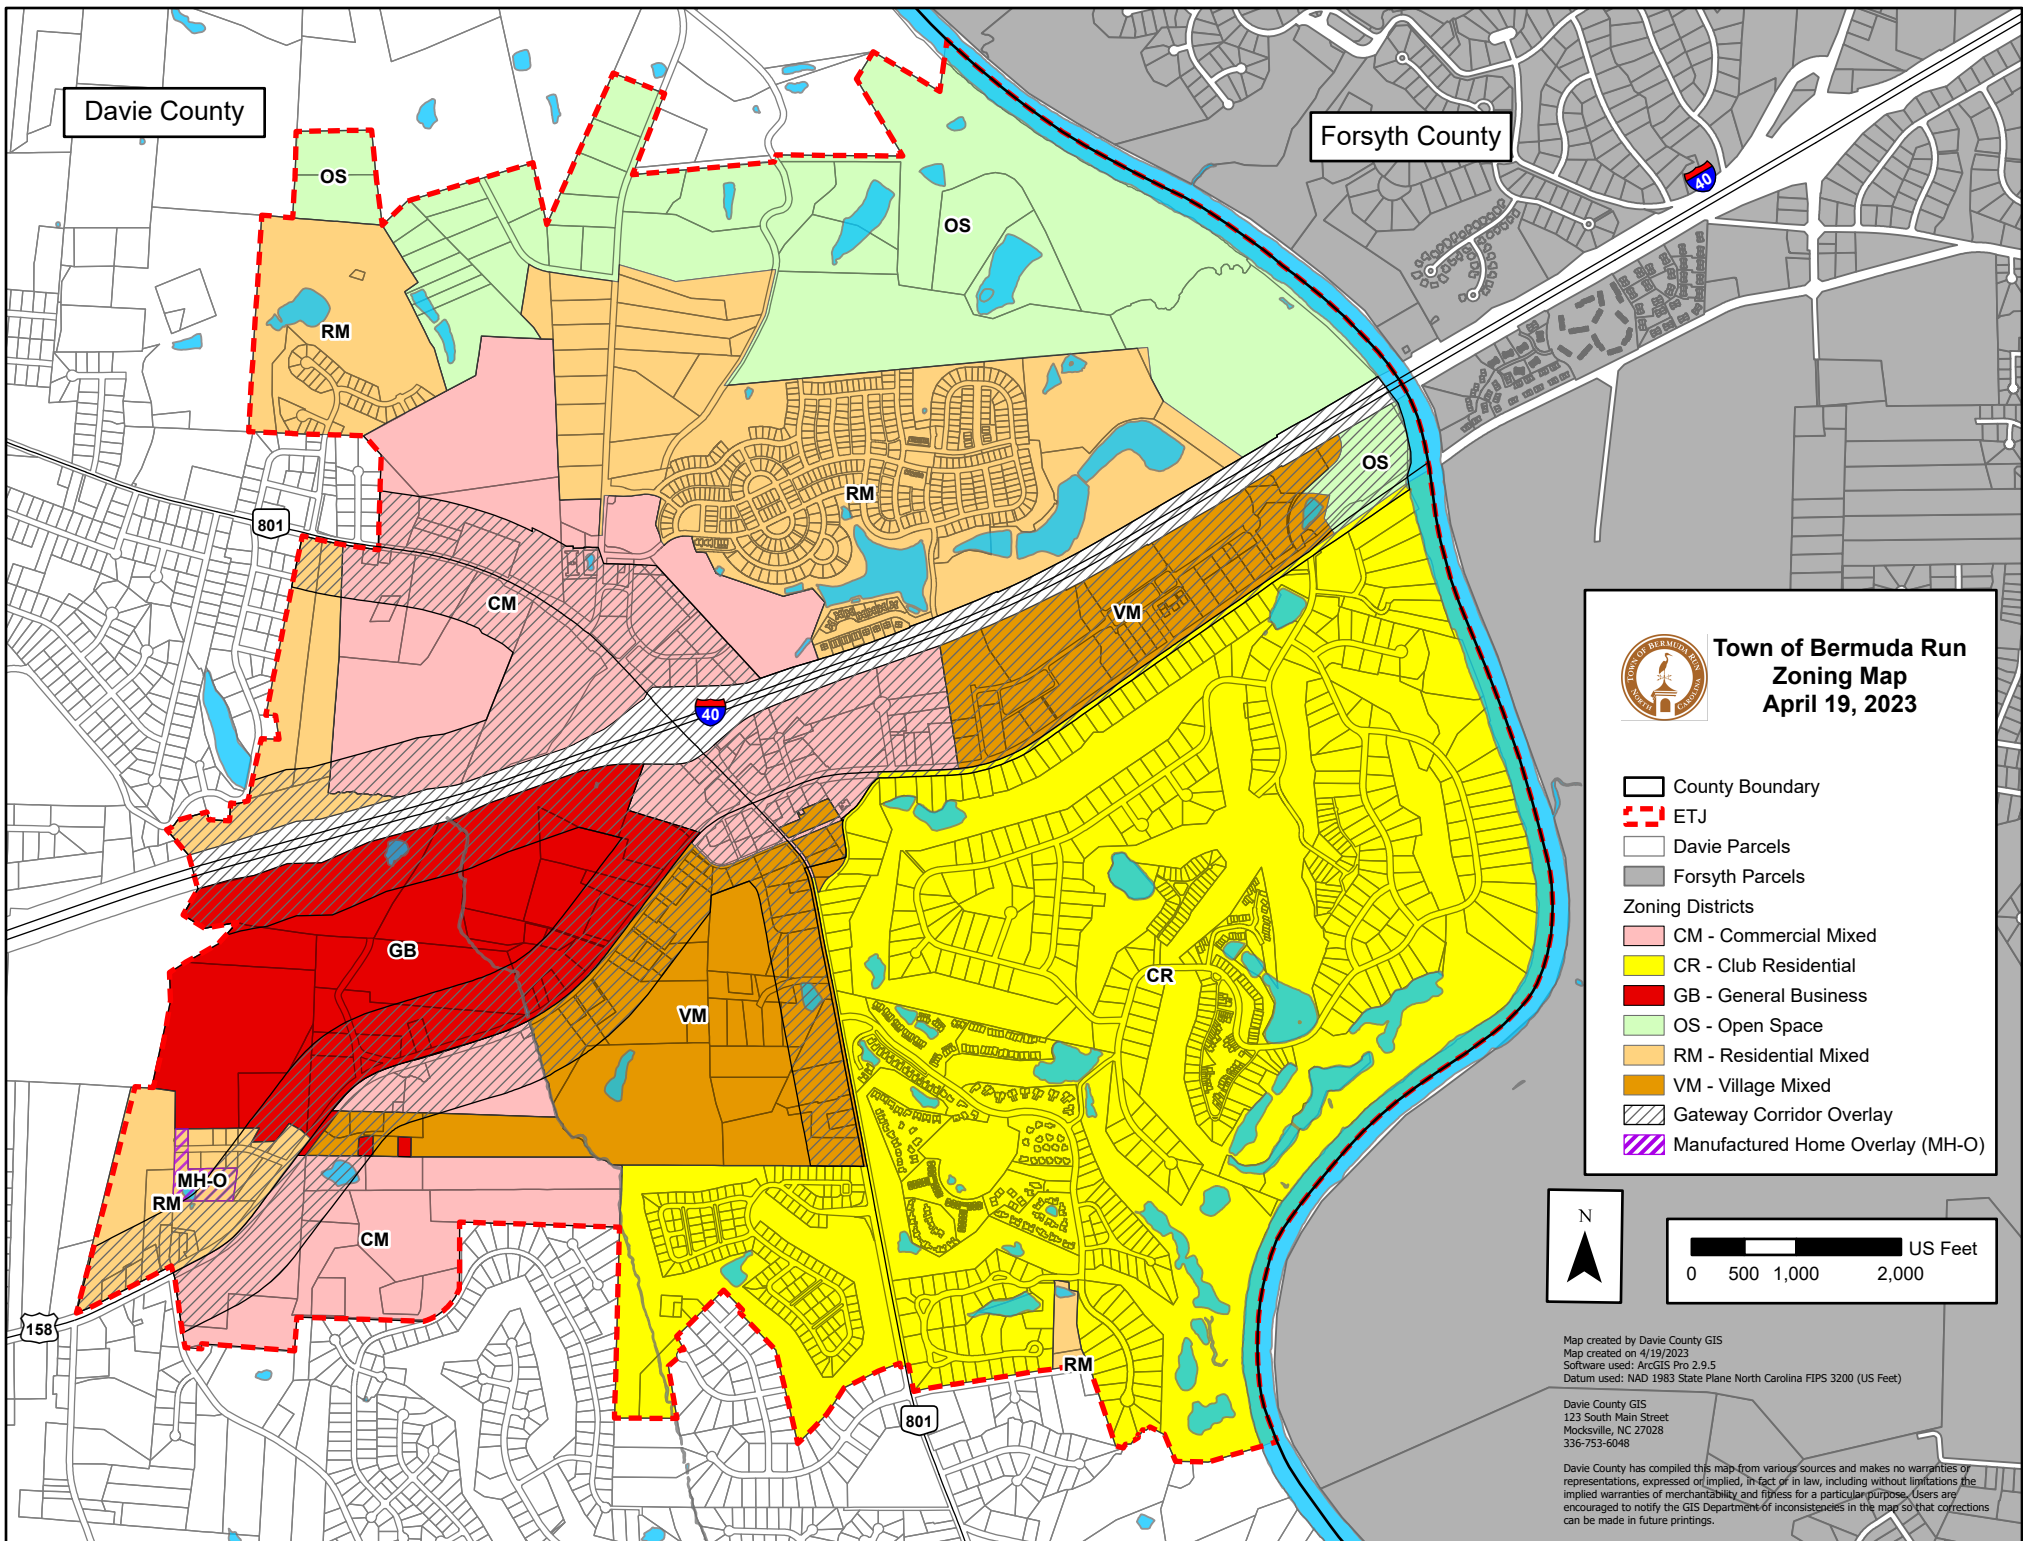 Davie County
Forsyth County
40
OS
OS
RM
OS
RM
801
CM
VM
40
GB
CR
VM
MH-O
RM
CM
158
RM
801
TOWN OF BERMUDA RUN
NORTH CAROLINA
Town of Bermuda Run
Zoning Map
April 19, 2023
County Boundary
ETJ
Davie Parcels
Forsyth Parcels
Zoning Districts
CM - Commercial Mixed
CR - Club Residential
GB - General Business
OS - Open Space
RM - Residential Mixed
VM - Village Mixed
Gateway Corridor Overlay
Manufactured Home Overlay (MH-O)
N
US Feet
0 500 1,000 2,000
Map created by Davie County GIS
Map created on 4/19/2023
Software used: ArcGIS Pro 2.9.5
Datum used: NAD 1983 State Plane North Carolina FIPS 3200 (US Feet)
Davie County GIS
123 South Main Street
Mocksville, NC 27028
336-753-6048
Davie County has compiled this map from various sources and makes no warranties or
representations, expressed or implied, in fact or in law, including without limitations the
implied warranties of merchantability and fitness for a particular purpose. Users are
encouraged to notify the GIS Department of inconsistencies in the map so that corrections
can be made in future printings.